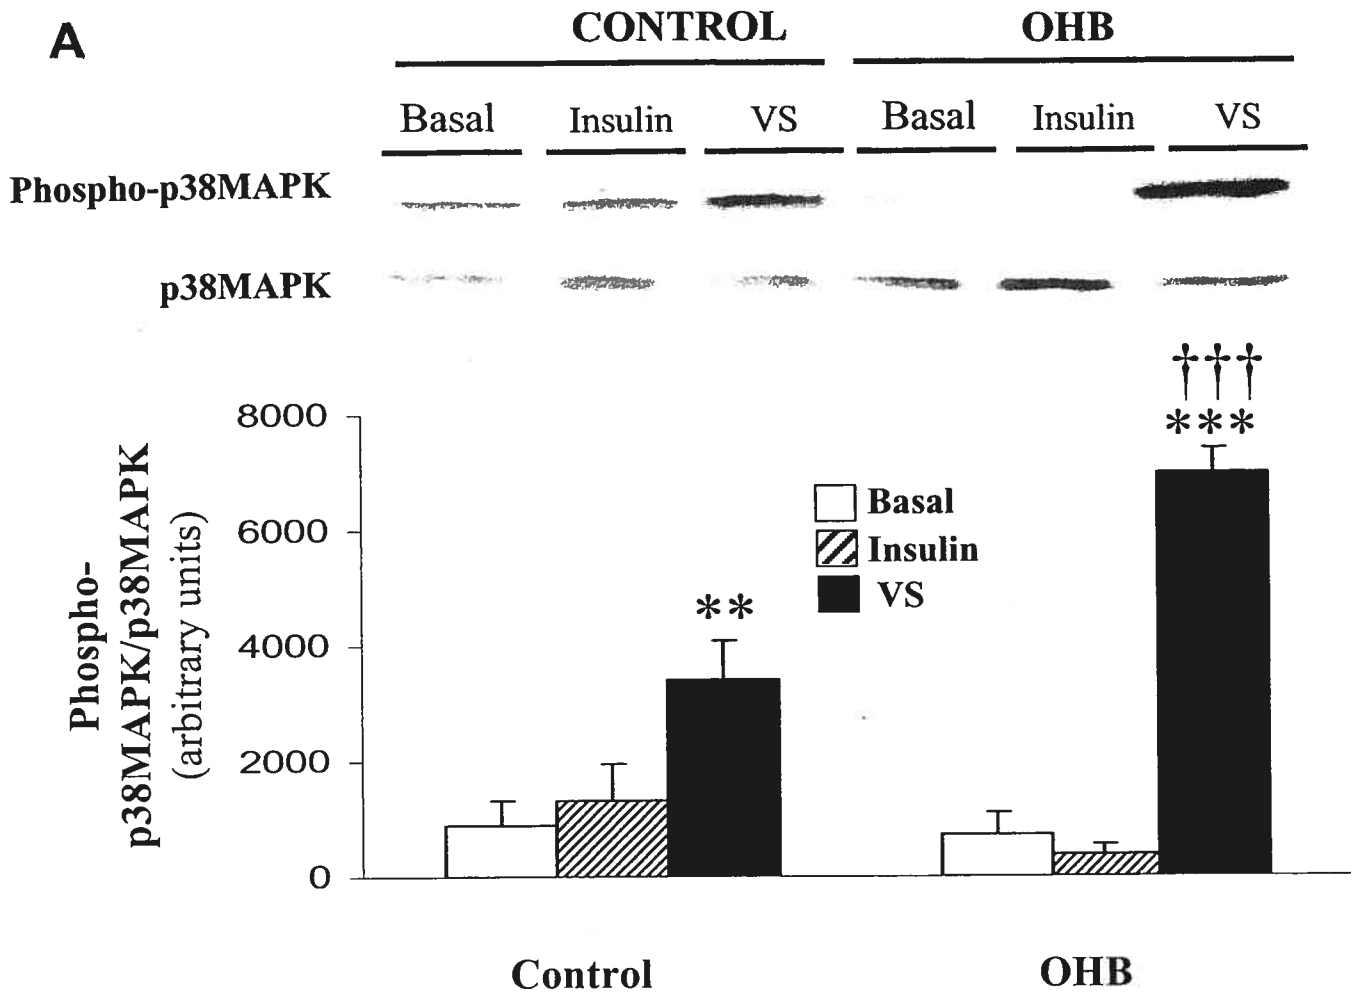 A
CONTROL OHB
Basal Insulin VS Basal Insulin VS
Phospho-p38MAPK
p38MAPK
†††
***
8000
6000
4000
2000
0
Phospho-
p38MAPK/p38MAPK
(arbitrary units)
Basal
Insulin
VS
**
Control OHB